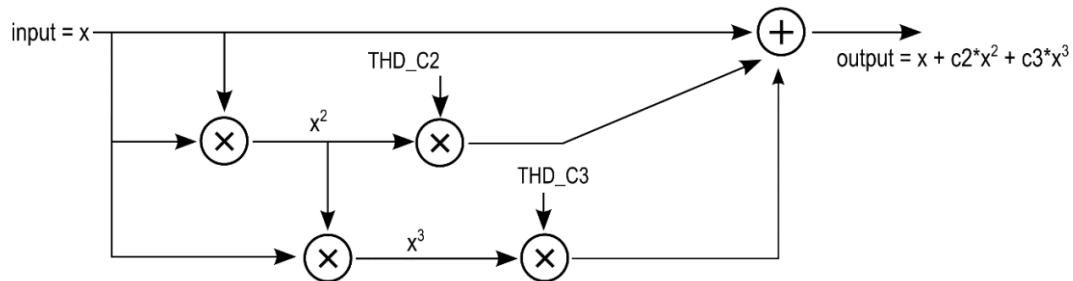 input = x
THD_C2
output = x + c2*x² + c3*x³
x²
THD_C3
x³